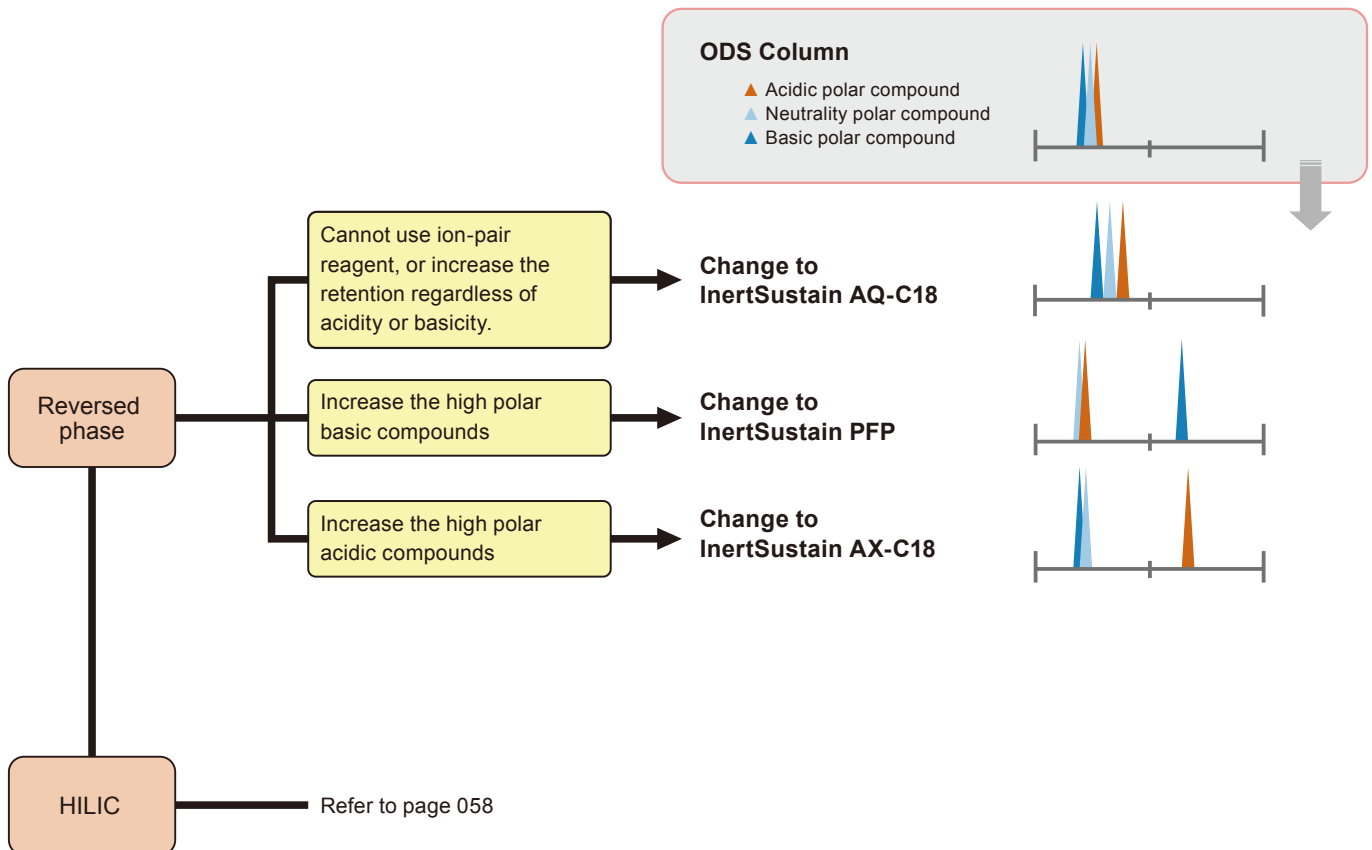 ODS Column
Acidic polar compound
Neutrality polar compound
Basic polar compound
Cannot use ion-pair
reagent, or increase the
retention regardless of
acidity or basicity.
Change to
InertSustain AQ-C18
Reversed
phase
Increase the high polar
basic compounds
Change to
InertSustain PFP
Increase the high polar
acidic compounds
Change to
InertSustain AX-C18
HILIC
Refer to page 058